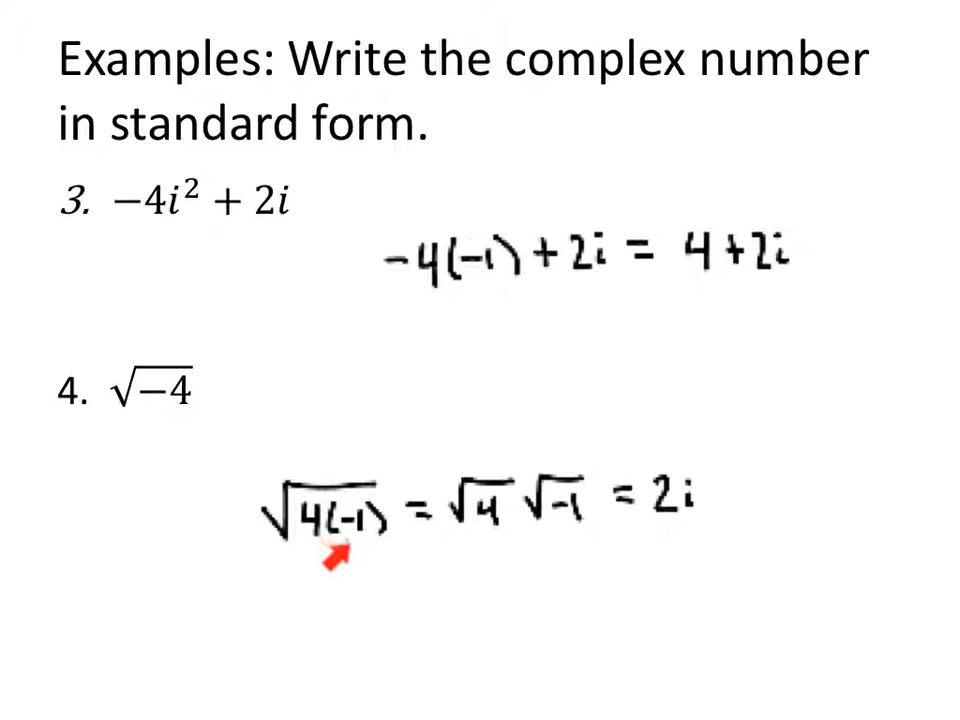 Examples: Write the complex number
in standard form.
3. −4i² + 2i
-4(-1) + 2i = 4 + 2i
4. √−4
√4(-1) = √4 √-1 = 2i